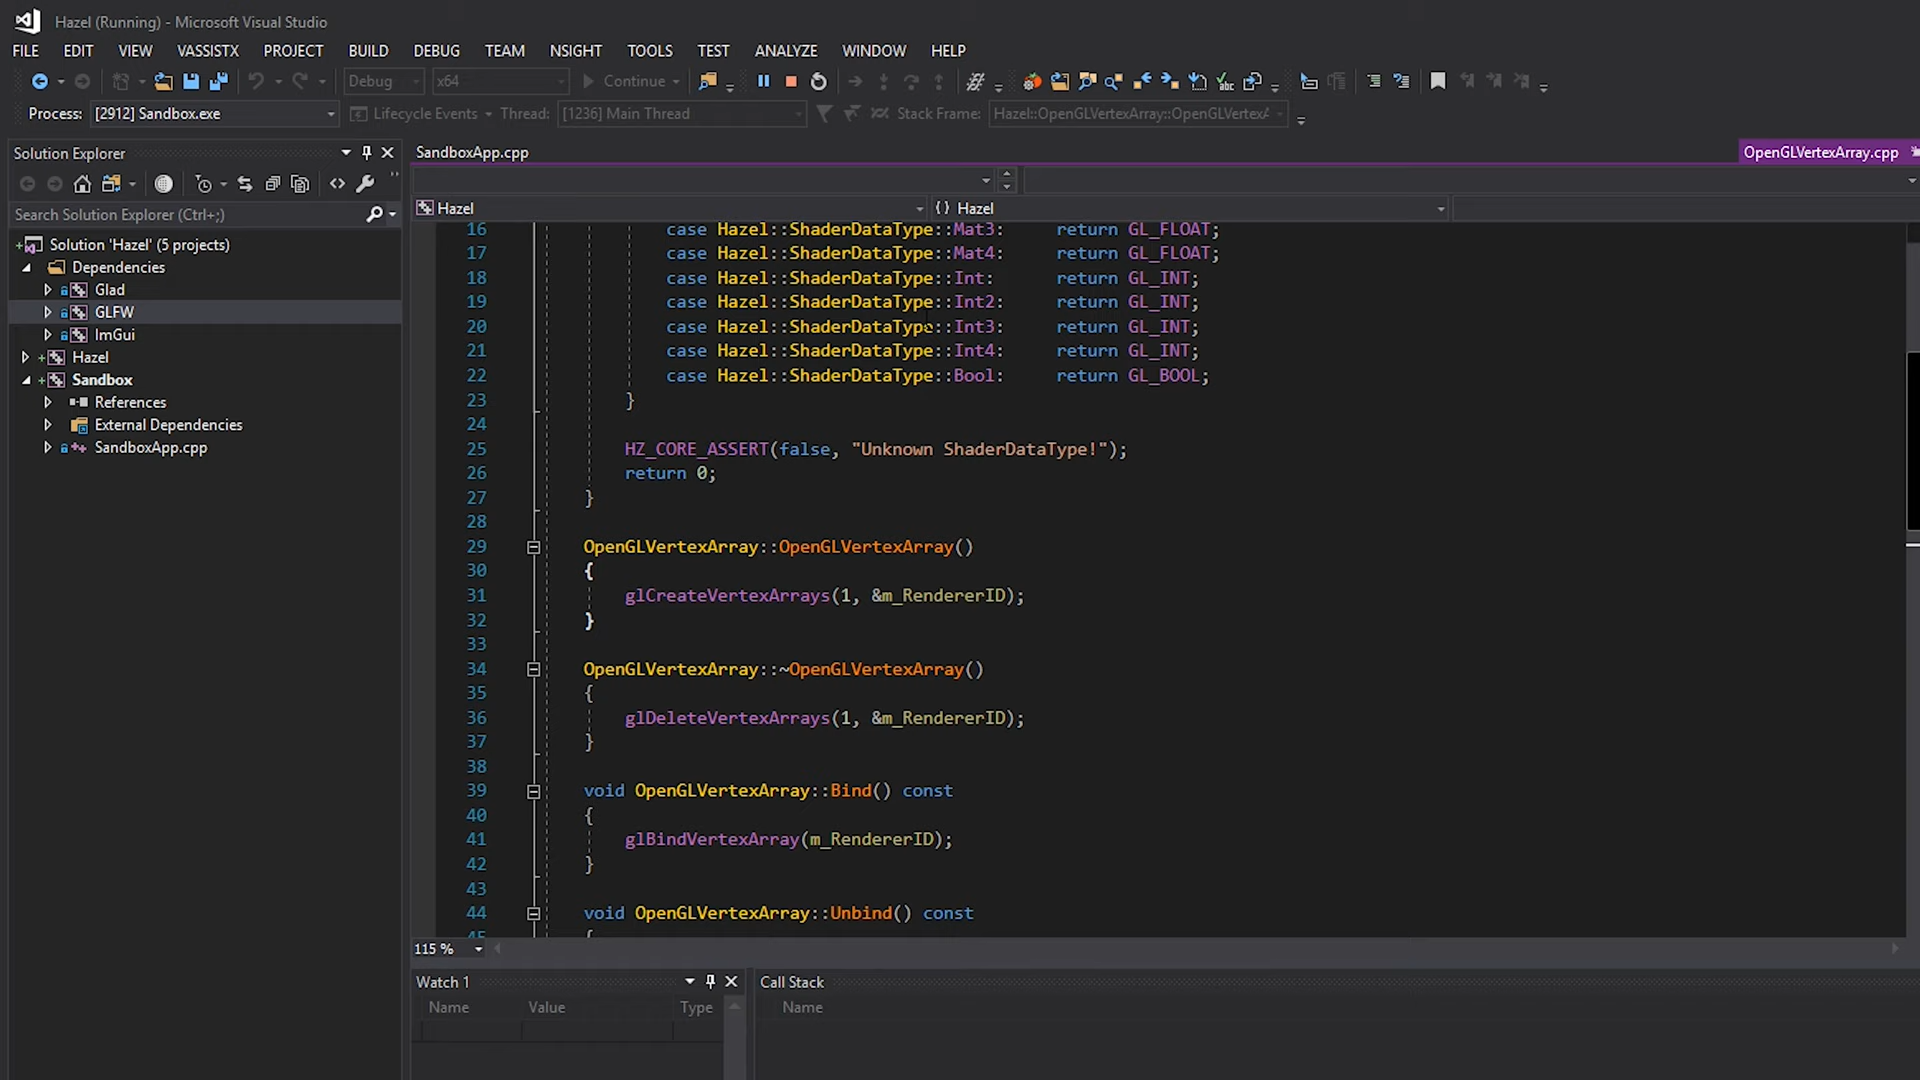 Hazel (Running) - Microsoft Visual Studio
FILE EDIT VIEW VASSISTX PROJECT BUILD DEBUG TEAM NSIGHT TOOLS TEST ANALYZE WINDOW HELP
Debug x64 Continue
Process: [2912] Sandbox.exe Lifecycle Events Thread: [1236] Main Thread Stack Frame: Hazel::OpenGLVertexArray::OpenGLVertexA
Solution Explorer
SandboxApp.cpp OpenGLVertexArray.cpp
Search Solution Explorer (Ctrl+;)
Hazel {} Hazel
Solution 'Hazel' (5 projects)
Dependencies
Glad
GLFW
ImGui
Hazel
Sandbox
References
External Dependencies
SandboxApp.cpp
16 case Hazel::ShaderDataType::Mat3: return GL_FLOAT;
17 case Hazel::ShaderDataType::Mat4: return GL_FLOAT;
18 case Hazel::ShaderDataType::Int: return GL_INT;
19 case Hazel::ShaderDataType::Int2: return GL_INT;
20 case Hazel::ShaderDataType::Int3: return GL_INT;
21 case Hazel::ShaderDataType::Int4: return GL_INT;
22 case Hazel::ShaderDataType::Bool: return GL_BOOL;
23 }
24
25 HZ_CORE_ASSERT(false, "Unknown ShaderDataType!");
26 return 0;
27 }
28
29 OpenGLVertexArray::OpenGLVertexArray()
30 {
31 glCreateVertexArrays(1, &m_RendererID);
32 }
33
34 OpenGLVertexArray::~OpenGLVertexArray()
35 {
36 glDeleteVertexArrays(1, &m_RendererID);
37 }
38
39 void OpenGLVertexArray::Bind() const
40 {
41 glBindVertexArray(m_RendererID);
42 }
43
44 void OpenGLVertexArray::Unbind() const
45 {
115 %
Watch 1
Name Value Type
Call Stack
Name